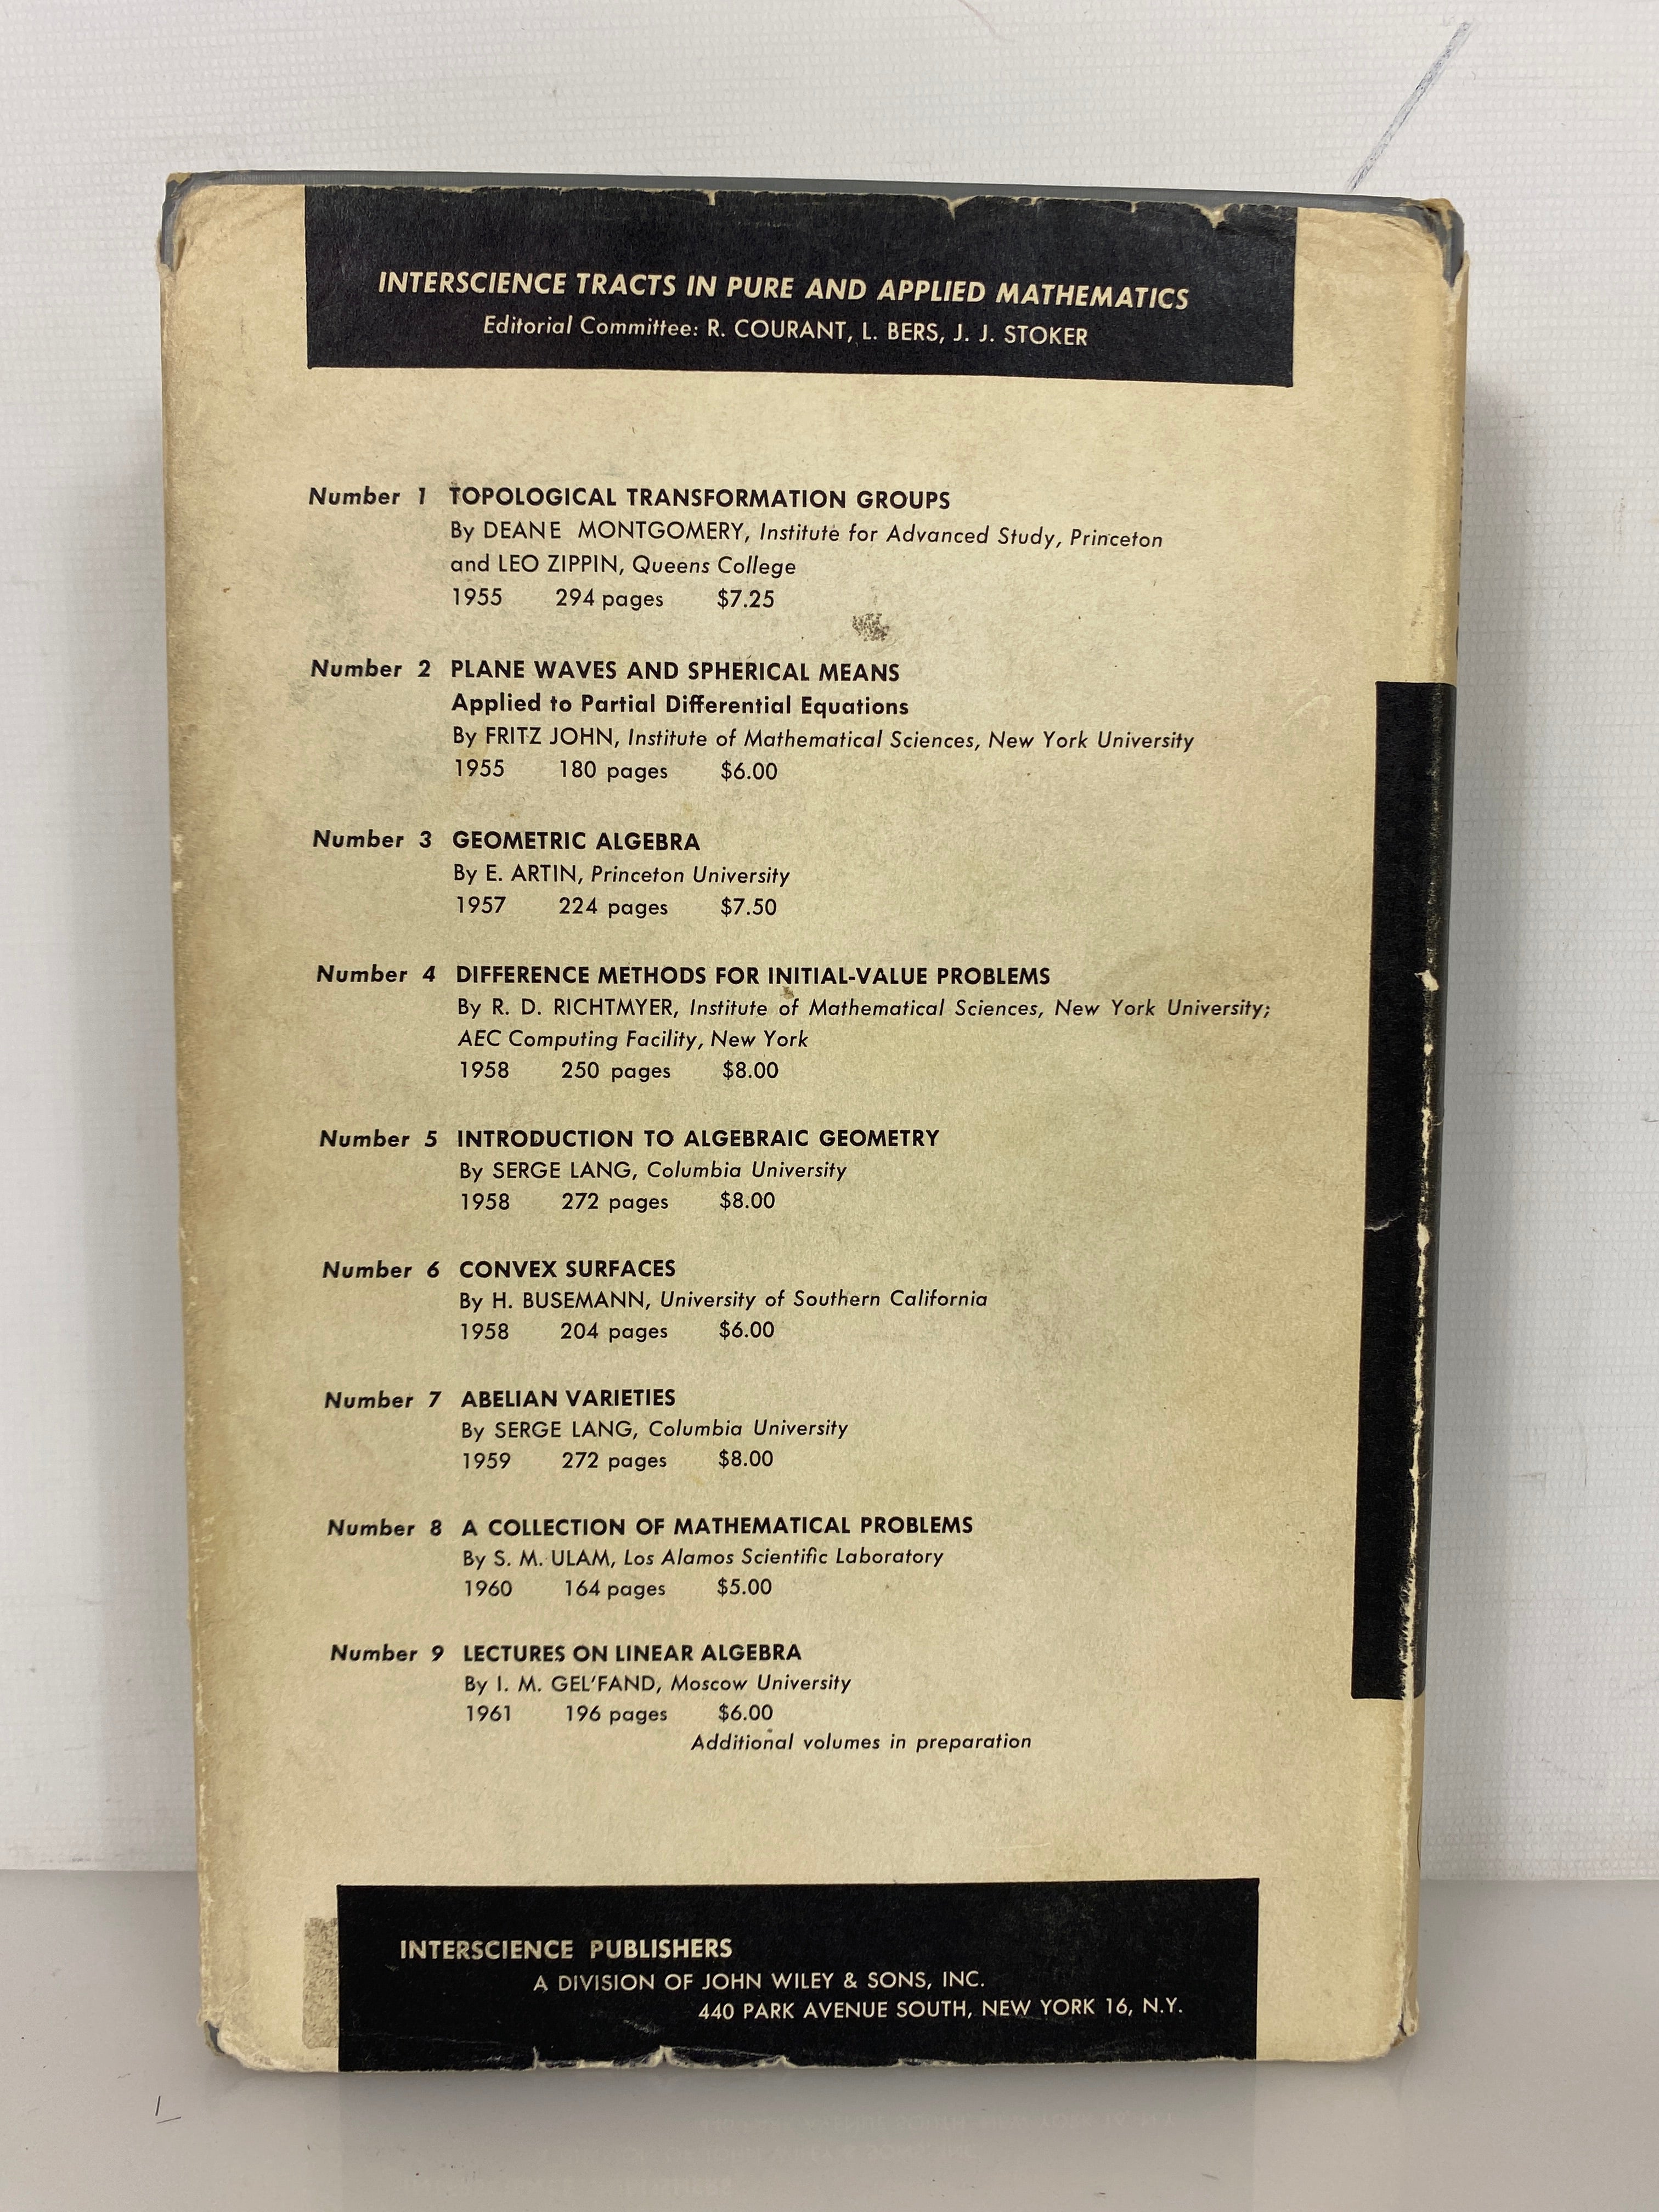 INTERSCIENCE TRACTS IN PURE AND APPLIED MATHEMATICS
Editorial Committee: R. COURANT, L. BERS, J. J. STOKER
Number 1 TOPOLOGICAL TRANSFORMATION GROUPS
By DEANE MONTGOMERY, Institute for Advanced Study, Princeton
and LEO ZIPPIN, Queens College
1955 294 pages $7.25
Number 2 PLANE WAVES AND SPHERICAL MEANS
Applied to Partial Differential Equations
By FRITZ JOHN, Institute of Mathematical Sciences, New York University
1955 180 pages $6.00
Number 3 GEOMETRIC ALGEBRA
By E. ARTIN, Princeton University
1957 224 pages $7.50
Number 4 DIFFERENCE METHODS FOR INITIAL-VALUE PROBLEMS
By R. D. RICHTMYER, Institute of Mathematical Sciences, New York University;
AEC Computing Facility, New York
1958 250 pages $8.00
Number 5 INTRODUCTION TO ALGEBRAIC GEOMETRY
By SERGE LANG, Columbia University
1958 272 pages $8.00
Number 6 CONVEX SURFACES
By H. BUSEMANN, University of Southern California
1958 204 pages $6.00
Number 7 ABELIAN VARIETIES
By SERGE LANG, Columbia University
1959 272 pages $8.00
Number 8 A COLLECTION OF MATHEMATICAL PROBLEMS
By S. M. ULAM, Los Alamos Scientific Laboratory
1960 164 pages $5.00
Number 9 LECTURES ON LINEAR ALGEBRA
By I. M. GEL'FAND, Moscow University
1961 196 pages $6.00
Additional volumes in preparation
INTERSCIENCE PUBLISHERS
A DIVISION OF JOHN WILEY & SONS, INC.
440 PARK AVENUE SOUTH, NEW YORK 16, N.Y.